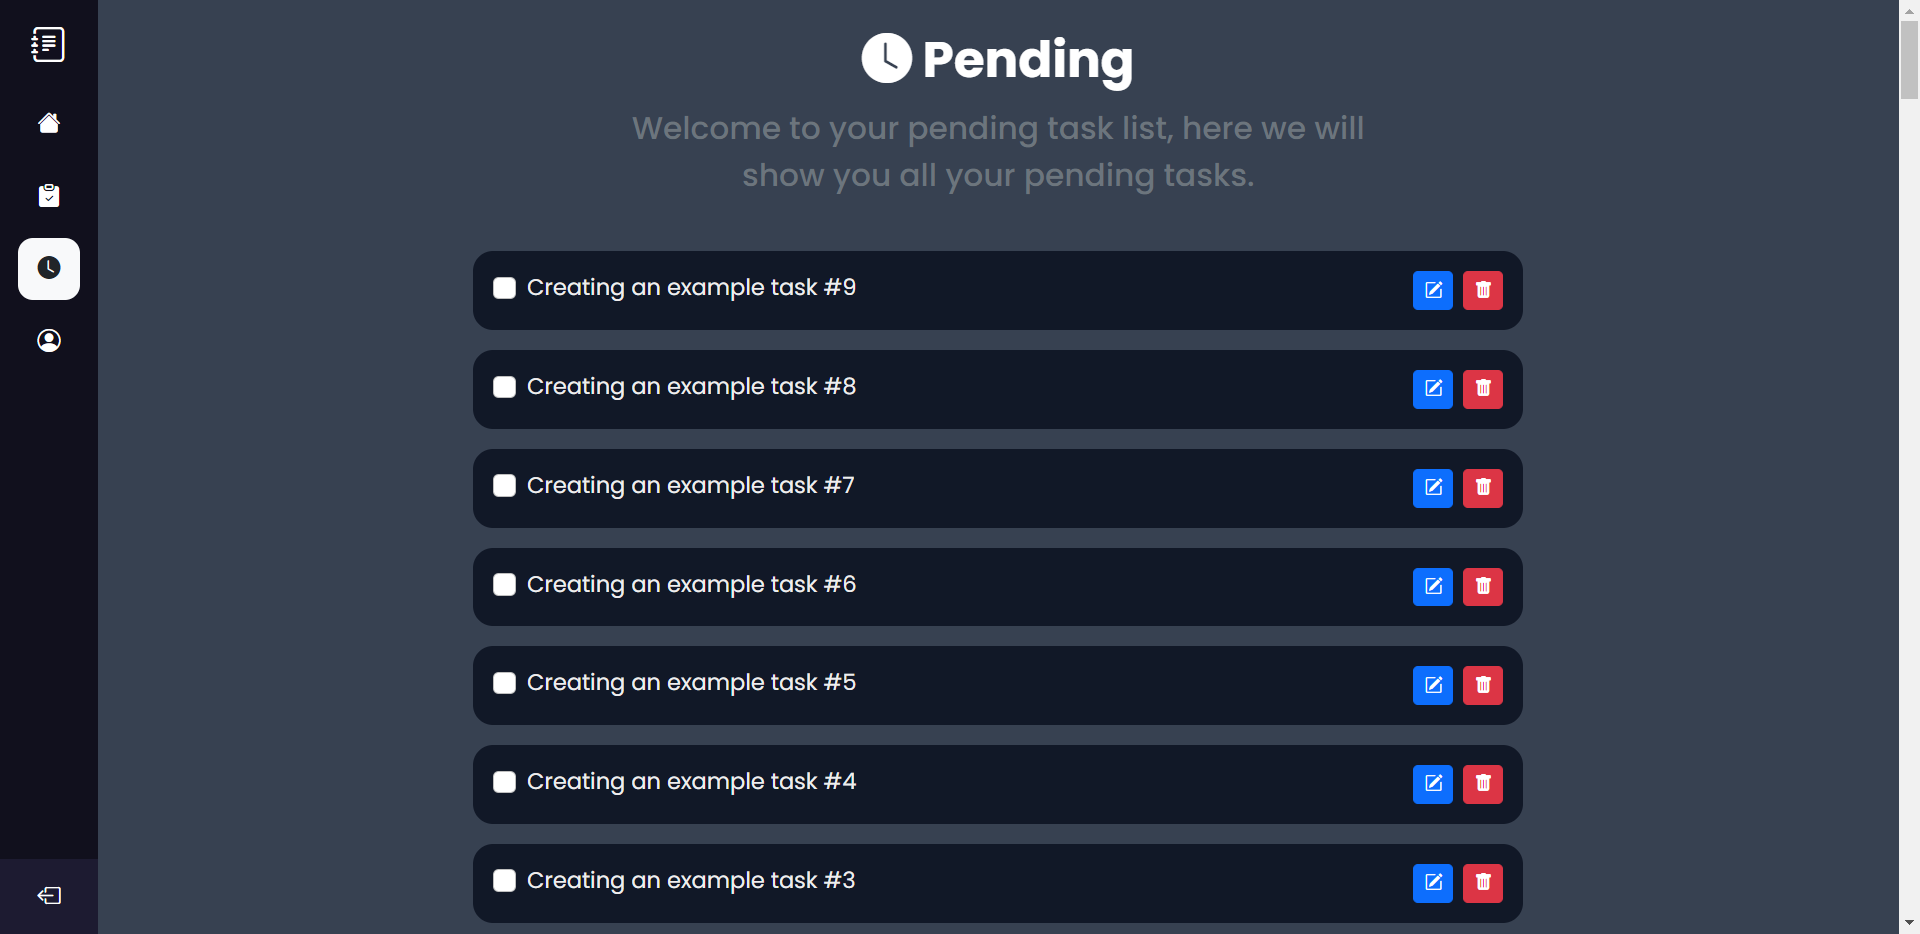 Pending
Welcome to your pending task list, here we will
show you all your pending tasks.
Creating an example task #9
Creating an example task #8
Creating an example task #7
Creating an example task #6
Creating an example task #5
Creating an example task #4
Creating an example task #3